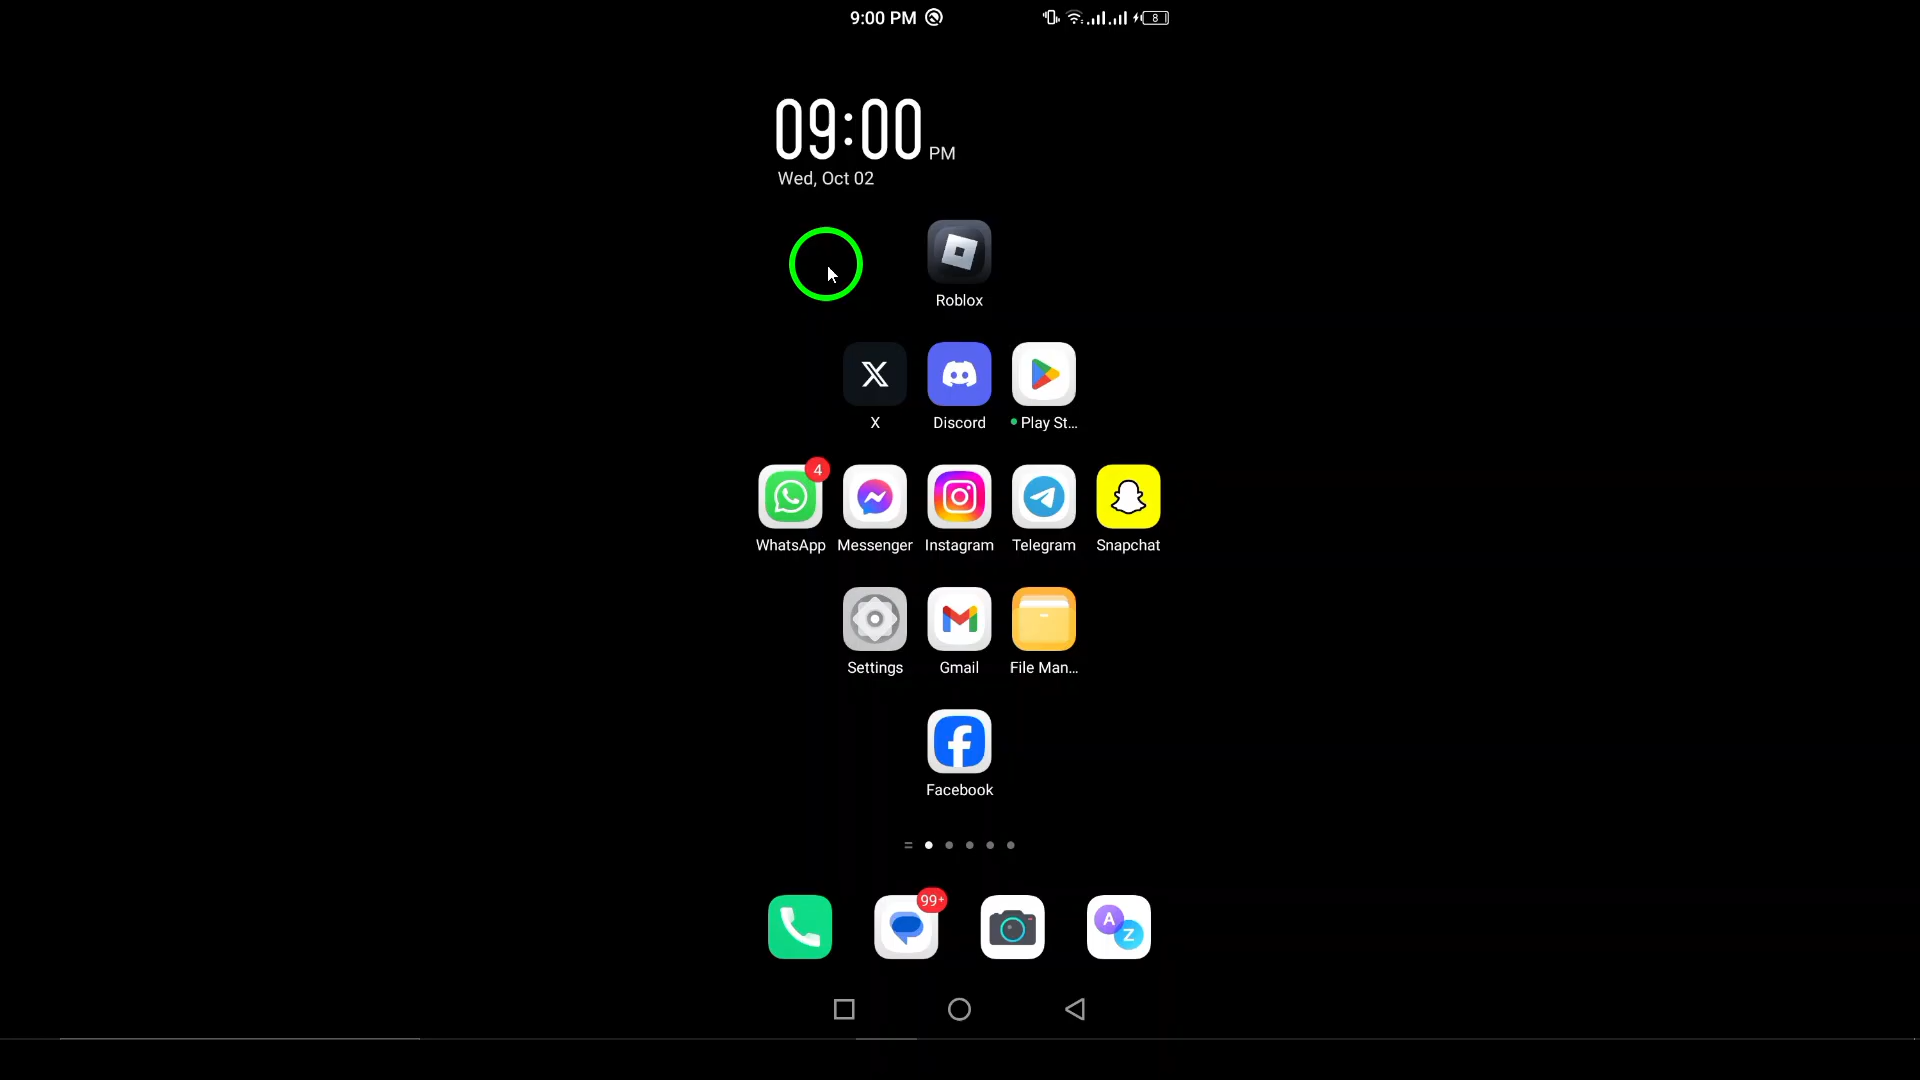 9:00 PM
8
09:00 PM
Wed, Oct 02
Roblox
X
Discord
Play St...
4
WhatsApp
Messenger
Instagram
Telegram
Snapchat
Settings
Gmail
File Man...
Facebook
99+
A
Z